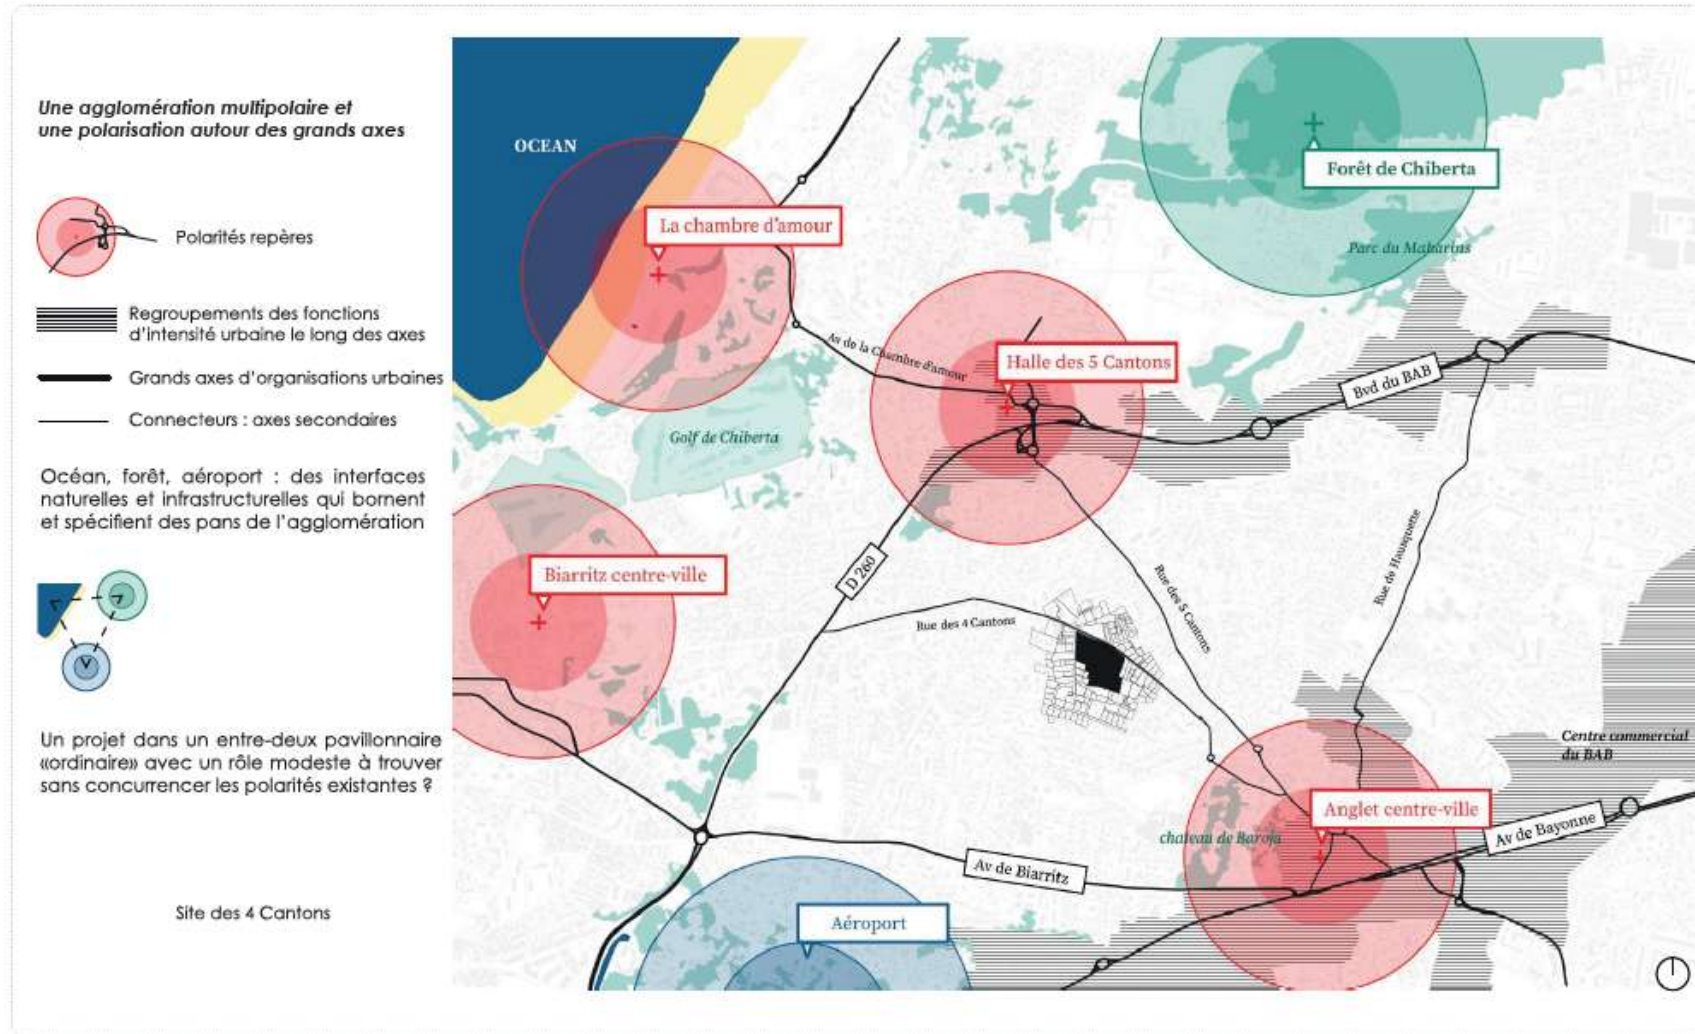 Une agglomération multipolaire et
une polarisation autour des grands axes
Polarités repères
Regroupements des fonctions
d'intensité urbaine le long des axes
Grands axes d'organisations urbaines
Connecteurs : axes secondaires
Océan, forêt, aéroport : des interfaces
naturelles et infrastructurelles qui bornent
et spécifient des pans de l'agglomération
Un projet dans un entre-deux pavillonnaire
«ordinaire» avec un rôle modeste à trouver
sans concurrencer les polarités existantes ?
Site des 4 Cantons
OCEAN
La chambre d'amour
Forêt de Chiberta
Parc du Maharins
Av de la Chambre d'amour
Halle des 5 Cantons
Bvd du BAB
Golf de Chiberta
Biarritz centre-ville
D 260
Rue des 4 Cantons
Rue des 5 Cantons
Rue de Hausquette
Centre commercial
du BAB
Anglet centre-ville
chateau de Baroja
Av de Bayonne
Av de Biarritz
Aéroport